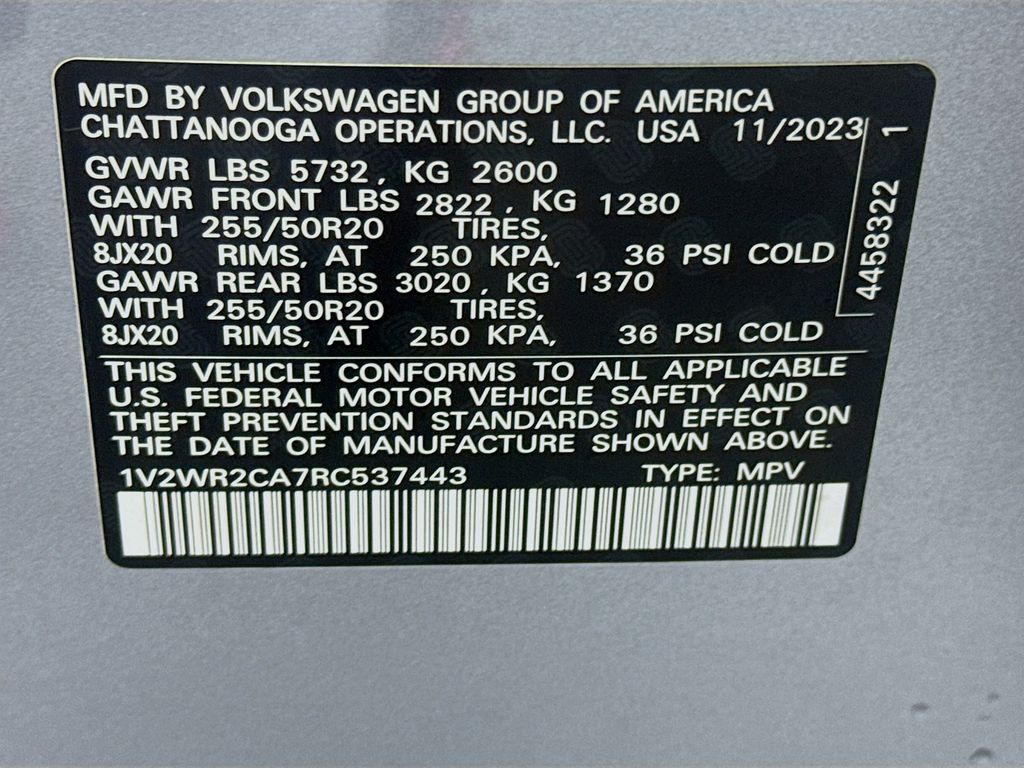 MFD BY VOLKSWAGEN GROUP OF AMERICA
CHATTANOOGA OPERATIONS, LLC. USA 11/2023
GVWR LBS 5732, KG 2600
GAWR FRONT LBS 2822, KG 1280
WITH 255/50R20 TIRES,
8JX20 RIMS, AT 250 KPA, 36 PSI COLD
GAWR REAR LBS 3020, KG 1370
WITH 255/50R20 TIRES,
8JX20 RIMS, AT 250 KPA, 36 PSI COLD
4458322 1
THIS VEHICLE CONFORMS TO ALL APPLICABLE
U.S. FEDERAL MOTOR VEHICLE SAFETY AND
THEFT PREVENTION STANDARDS IN EFFECT ON
THE DATE OF MANUFACTURE SHOWN ABOVE.
1V2WR2CA7RC537443 TYPE: MPV